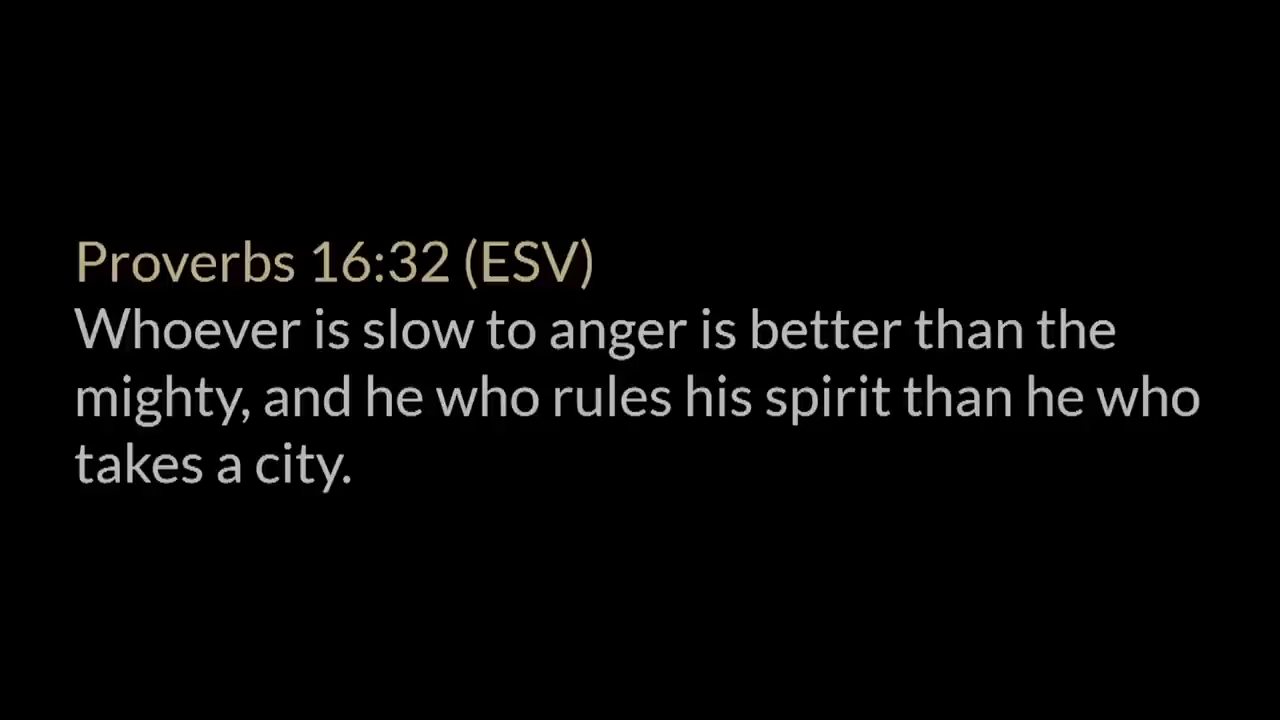 Proverbs 16:32 (ESV)
Whoever is slow to anger is better than the
mighty, and he who rules his spirit than he who
takes a city.